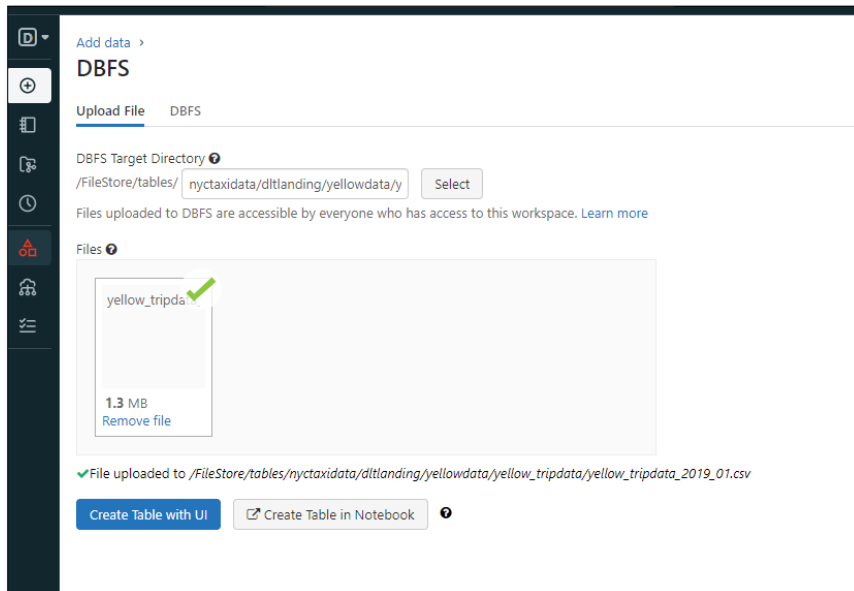 Add data ›
DBFS
Upload File DBFS
DBFS Target Directory
/FileStore/tables/ nyctaxidata/dltlanding/yellowdata/y Select
Files uploaded to DBFS are accessible by everyone who has access to this workspace. Learn more
Files
yellow_tripda
1.3 MB
Remove file
File uploaded to /FileStore/tables/nyctaxidata/dltlanding/yellowdata/yellow_tripdata/yellow_tripdata_2019_01.csv
Create Table with UI Create Table in Notebook